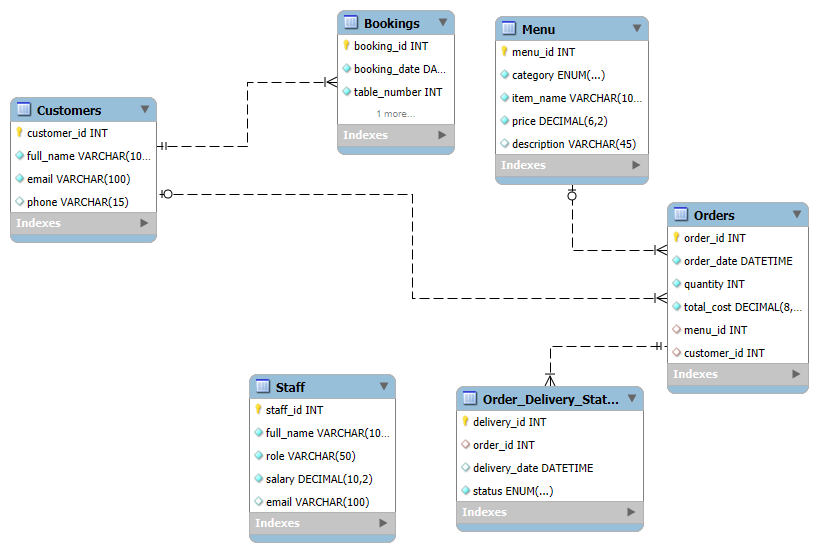 Bookings
booking_id INT
booking_date DA...
table_number INT
1 more...
Indexes
Menu
menu_id INT
category ENUM(...)
item_name VARCHAR(10...
price DECIMAL(6,2)
description VARCHAR(45)
Indexes
Customers
customer_id INT
full_name VARCHAR(10...
email VARCHAR(100)
phone VARCHAR(15)
Indexes
Orders
order_id INT
order_date DATETIME
quantity INT
total_cost DECIMAL(8,...
menu_id INT
customer_id INT
Indexes
Staff
staff_id INT
full_name VARCHAR(10...
role VARCHAR(50)
salary DECIMAL(10,2)
email VARCHAR(100)
Indexes
Order_Delivery_Stat...
delivery_id INT
order_id INT
delivery_date DATETIME
status ENUM(...)
Indexes